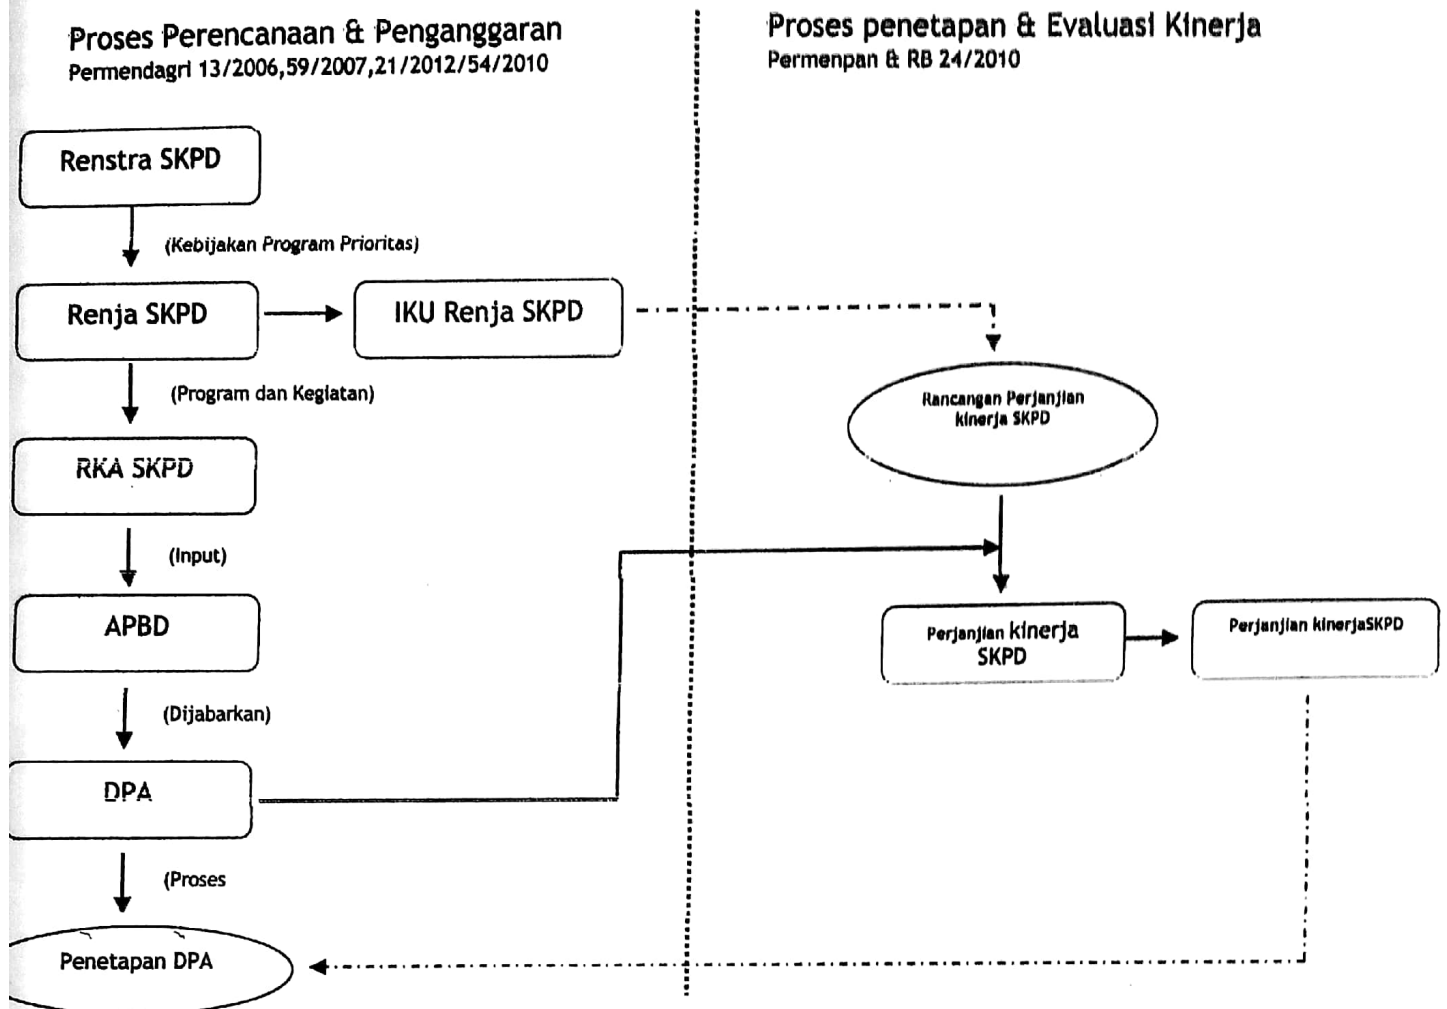 Proses Perencanaan & Penganggaran
Permendagri 13/2006,59/2007,21/2012/54/2010
Proses penetapan & Evaluasi Kinerja
Permenpan & RB 24/2010
Renstra SKPD
(Kebijakan Program Prioritas)
Renja SKPD
IKU Renja SKPD
(Program dan Kegiatan)
Rancangan Perjanjian
kinerja SKPD
RKA SKPD
(Input)
APBD
Perjanjian kinerja
SKPD
Perjanjian kinerjaSKPD
(Dijabarkan)
DPA
(Proses
Penetapan DPA